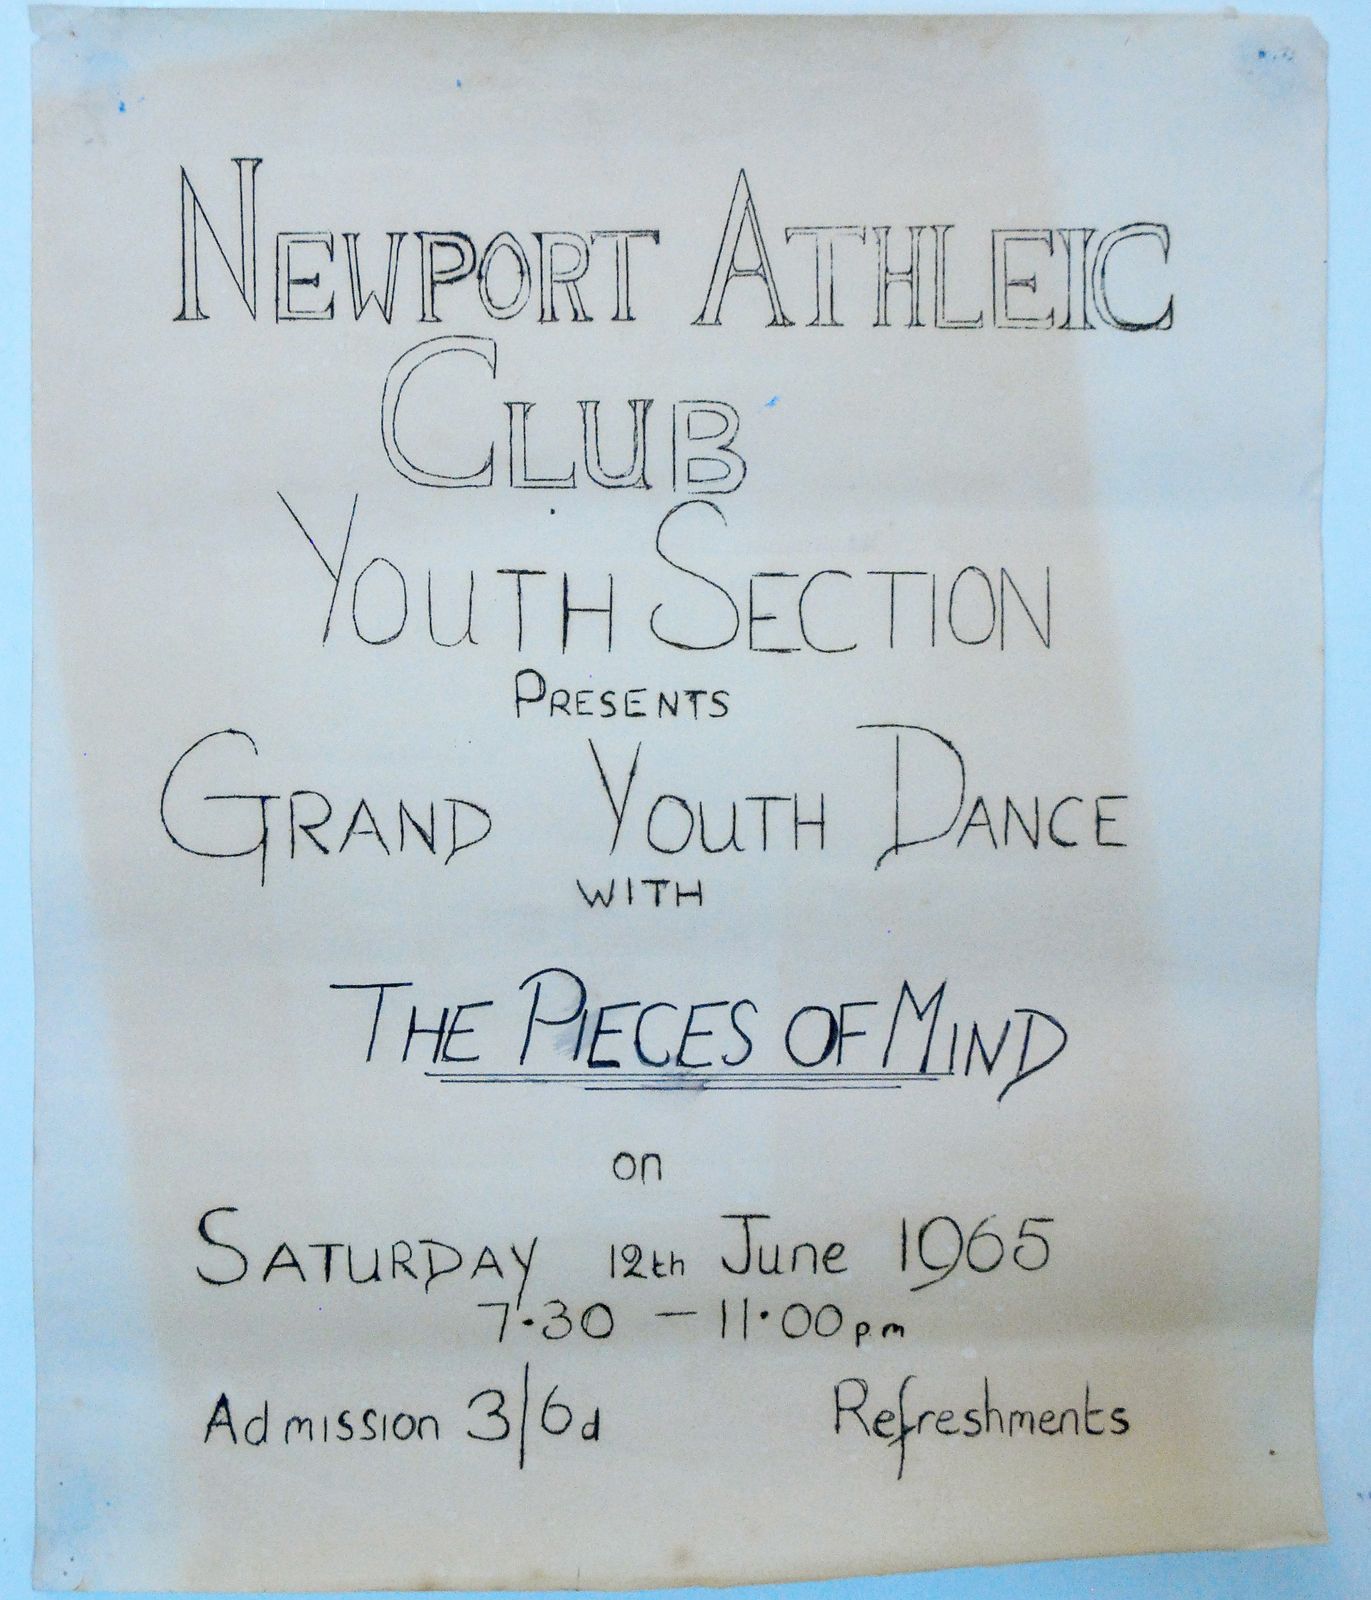 NEWPORT ATHLEIC
CLUB
YOUTH SECTION
PRESENTS
GRAND YOUTH DANCE
WITH
THE PIECES OF MIND
on
SATURDAY 12th June 1965
7·30 — 11·00 p.m
Admission 3/6d Refreshments